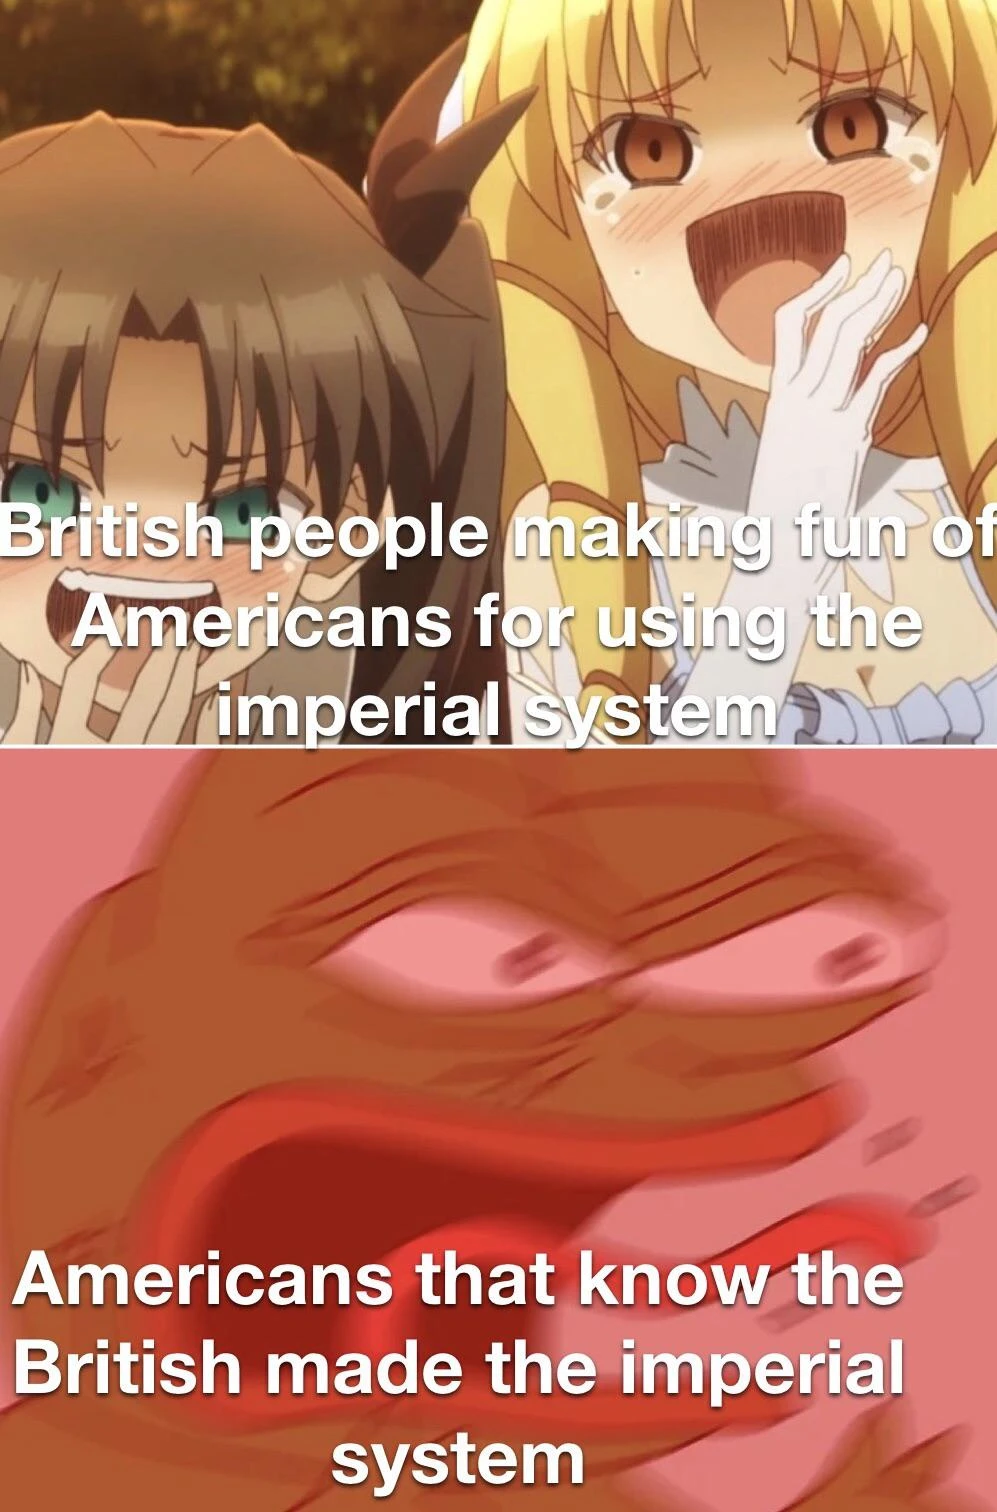 British people making fun of
Americans for using the
imperial system
Americans that know the
British made the imperial
system